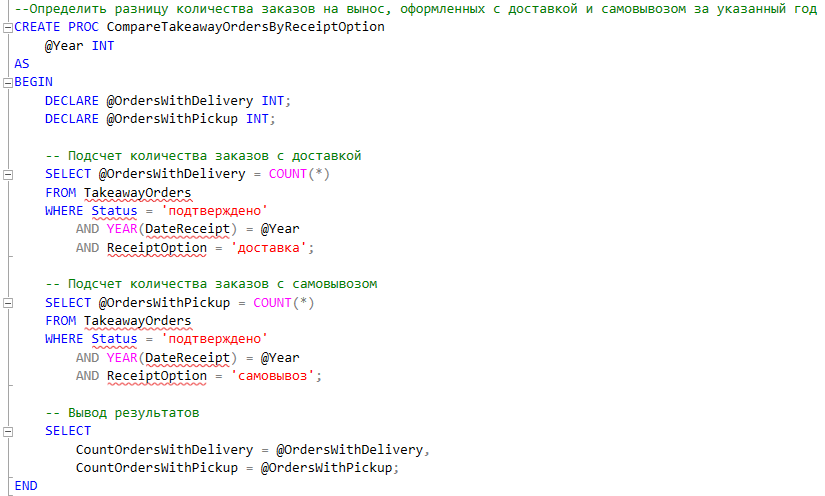 --Определить разницу количества заказов на вынос, оформленных с доставкой и самовывозом за указанный год
CREATE PROC CompareTakeawayOrdersByReceiptOption
    @Year INT
AS
BEGIN
    DECLARE @OrdersWithDelivery INT;
    DECLARE @OrdersWithPickup INT;

    -- Подсчет количества заказов с доставкой
    SELECT @OrdersWithDelivery = COUNT(*)
    FROM TakeawayOrders
    WHERE Status = 'подтверждено'
        AND YEAR(DateReceipt) = @Year
        AND ReceiptOption = 'доставка';

    -- Подсчет количества заказов с самовывозом
    SELECT @OrdersWithPickup = COUNT(*)
    FROM TakeawayOrders
    WHERE Status = 'подтверждено'
        AND YEAR(DateReceipt) = @Year
        AND ReceiptOption = 'самовывоз';

    -- Вывод результатов
    SELECT
        CountOrdersWithDelivery = @OrdersWithDelivery,
        CountOrdersWithPickup = @OrdersWithPickup;
END